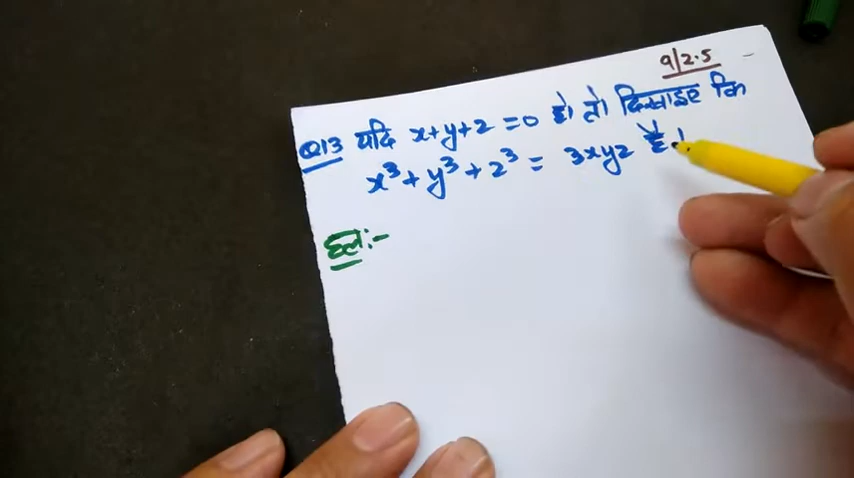 9/2.5
Q13 यदि x+y+z=0 हो तो दिखाइए कि
x³+y³+z³ = 3xyz है।
हल:-